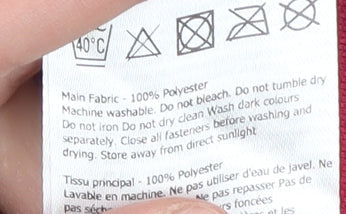 40°C
Main Fabric - 100% Polyester
Machine washable. Do not bleach. Do not tumble dry
Do not iron Do not dry clean Wash dark colours
separately. Close all fasteners before washing and
drying. Store away from direct sunlight
Tissu principal - 100% Polyester
Lavable en machine. Ne pas utiliser d'eau de javel. Ne
pas repasser Pas de
foncées
et les